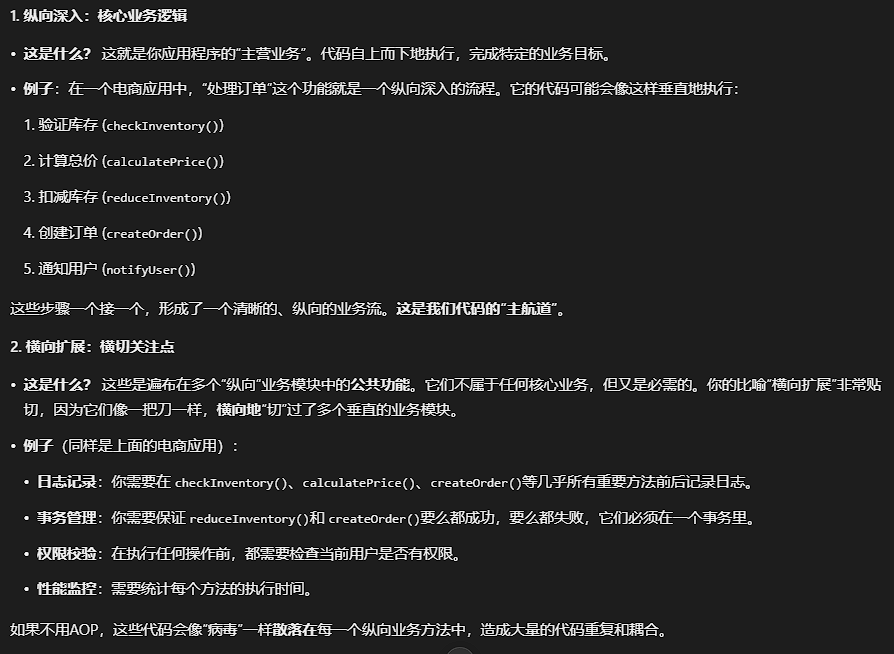 1. 纵向深入：核心业务逻辑
• 这是什么？ 这就是你应用程序的“主营业务”。代码自上而下地执行，完成特定的业务目标。
• 例子：在一个电商应用中，“处理订单”这个功能就是一个纵向深入的流程。它的代码可能会像这样垂直地执行：
1. 验证库存 (checkInventory())
2. 计算总价 (calculatePrice())
3. 扣减库存 (reduceInventory())
4. 创建订单 (createOrder())
5. 通知用户 (notifyUser())
这些步骤一个接一个，形成了一个清晰的、纵向的业务流。这是我们代码的“主航道”。
2. 横向扩展：横切关注点
• 这是什么？ 这些是遍布在多个“纵向”业务模块中的公共功能。它们不属于任何核心业务，但又是必需的。你的比喻“横向扩展”非常贴
切，因为它们像一把刀一样，横向地“切”过了多个垂直的业务模块。
• 例子（同样是上面的电商应用）：
• 日志记录：你需要在 checkInventory()、calculatePrice()、createOrder()等几乎所有重要方法前后记录日志。
• 事务管理：你需要保证 reduceInventory()和 createOrder()要么都成功，要么都失败，它们必须在一个事务里。
• 权限校验：在执行任何操作前，都需要检查当前用户是否有权限。
• 性能监控：需要统计每个方法的执行时间。
如果不用AOP，这些代码会像“病毒”一样散落在每一个纵向业务方法中，造成大量的代码重复和耦合。